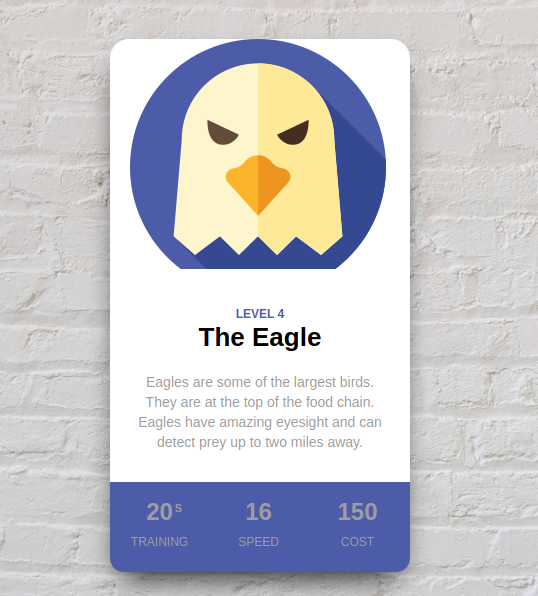 LEVEL 4
The Eagle
Eagles are some of the largest birds.
They are at the top of the food chain.
Eagles have amazing eyesight and can
detect prey up to two miles away.
20S 16 150
TRAINING SPEED COST